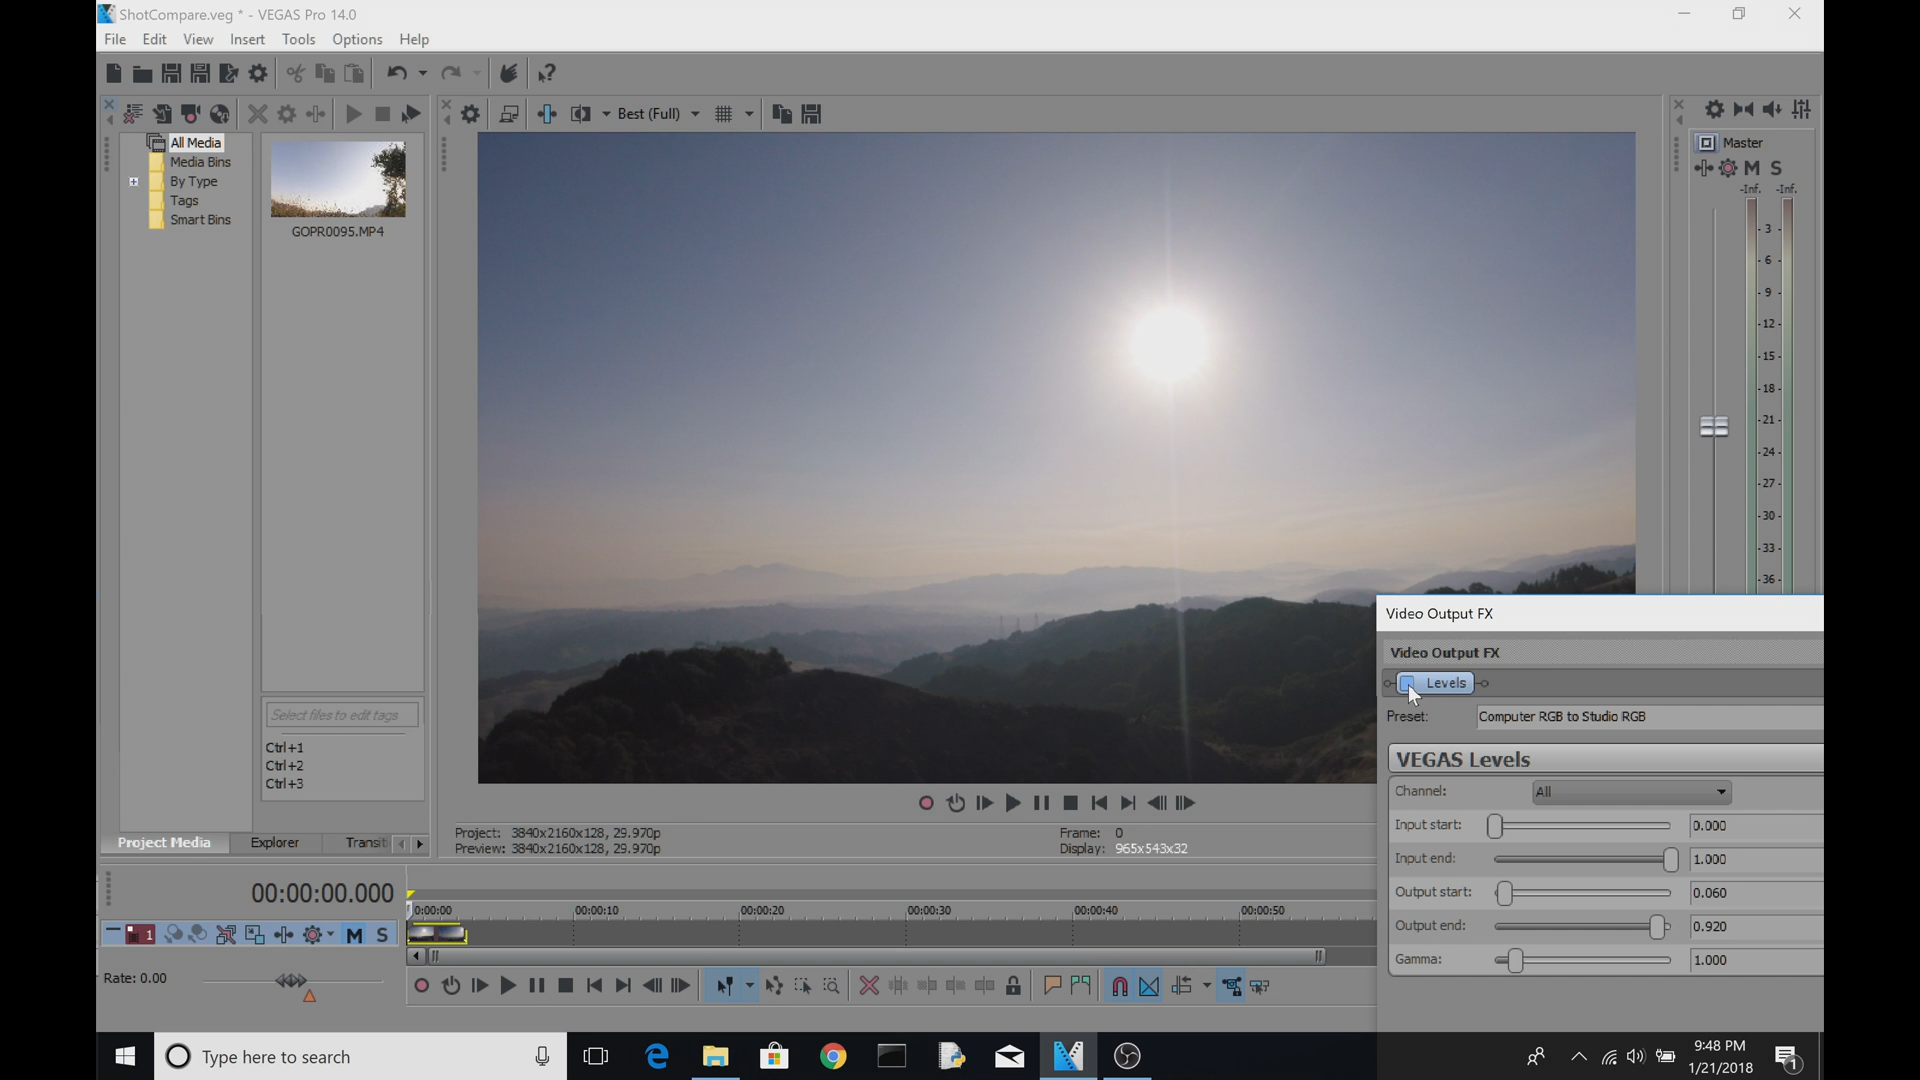 ShotCompare.veg * - VEGAS Pro 14.0
File Edit View Insert Tools Options Help
Best (Full)
All Media
Media Bins
By Type
Tags
Smart Bins
GOPR0095.MP4
Master
M S
-Inf. -Inf.
- 3 -
- 6 -
- 9 -
- 12 -
- 15 -
- 18 -
- 21 -
- 24 -
- 27 -
- 30 -
- 33 -
- 36 -
Select files to edit tags
Ctrl+1
Ctrl+2
Ctrl+3
Project Media Explorer Transiti
Project: 3840x2160x128, 29.970p
Preview: 3840x2160x128, 29.970p
Frame: 0
Display: 965x543x32
Video Output FX
Video Output FX
Levels
Preset: Computer RGB to Studio RGB
VEGAS Levels
Channel: All
Input start: 0.000
Input end: 1.000
Output start: 0.060
Output end: 0.920
Gamma: 1.000
00:00:00.000
0:00:00 00:00:10 00:00:20 00:00:30 00:00:40 00:00:50
1 M S
Rate: 0.00
Type here to search
9:48 PM
1/21/2018
1